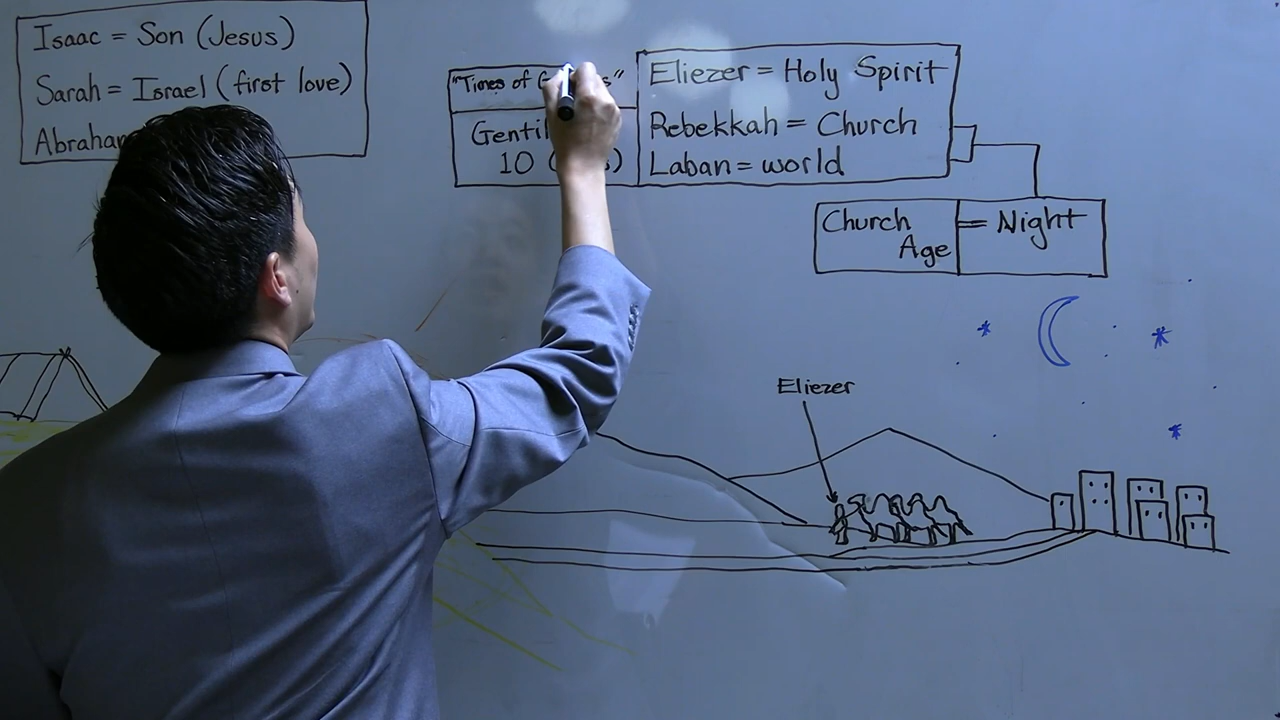 Isaac = Son (Jesus)
Sarah = Israel (first love)
"Times of
Gentil
10
Eliezer = Holy Spirit
Rebekkah = Church
Laban = world
Church
Age
= Night
Eliezer